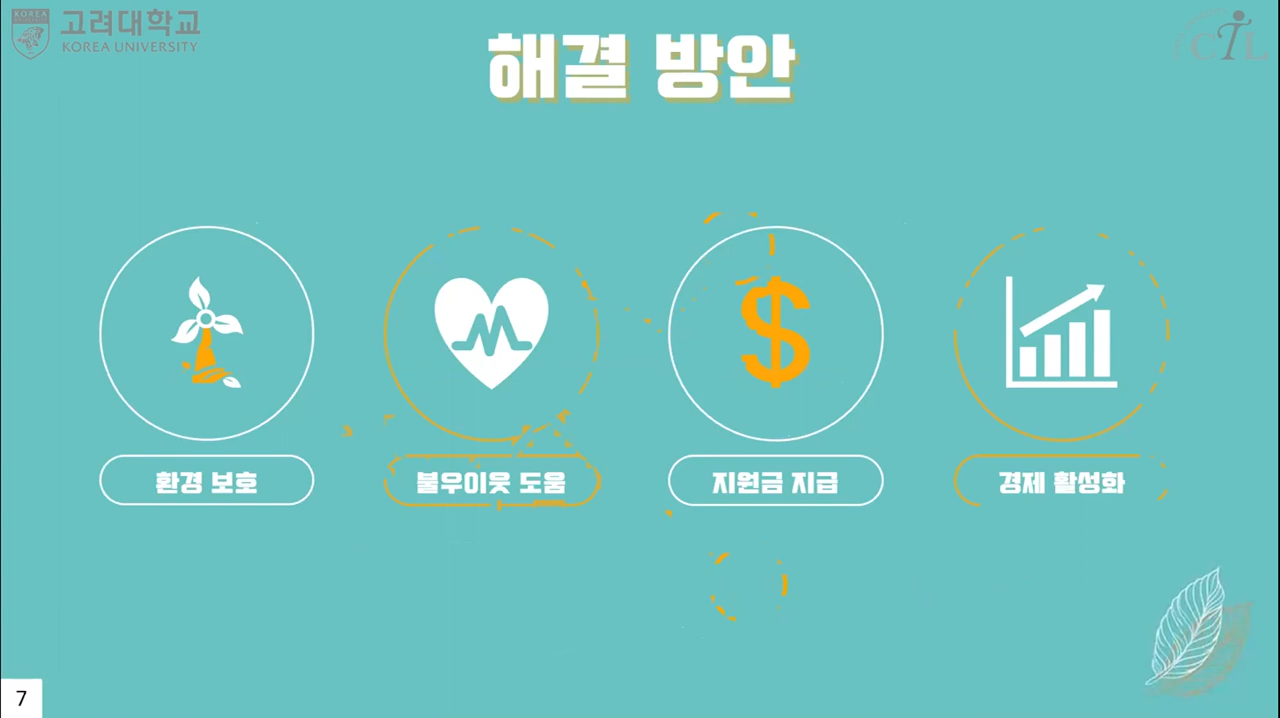 KOREA
고려대학교
KOREA UNIVERSITY
CTL
해결 방안
환경 보호
불우이웃 도움
지원금 지급
경제 활성화
7